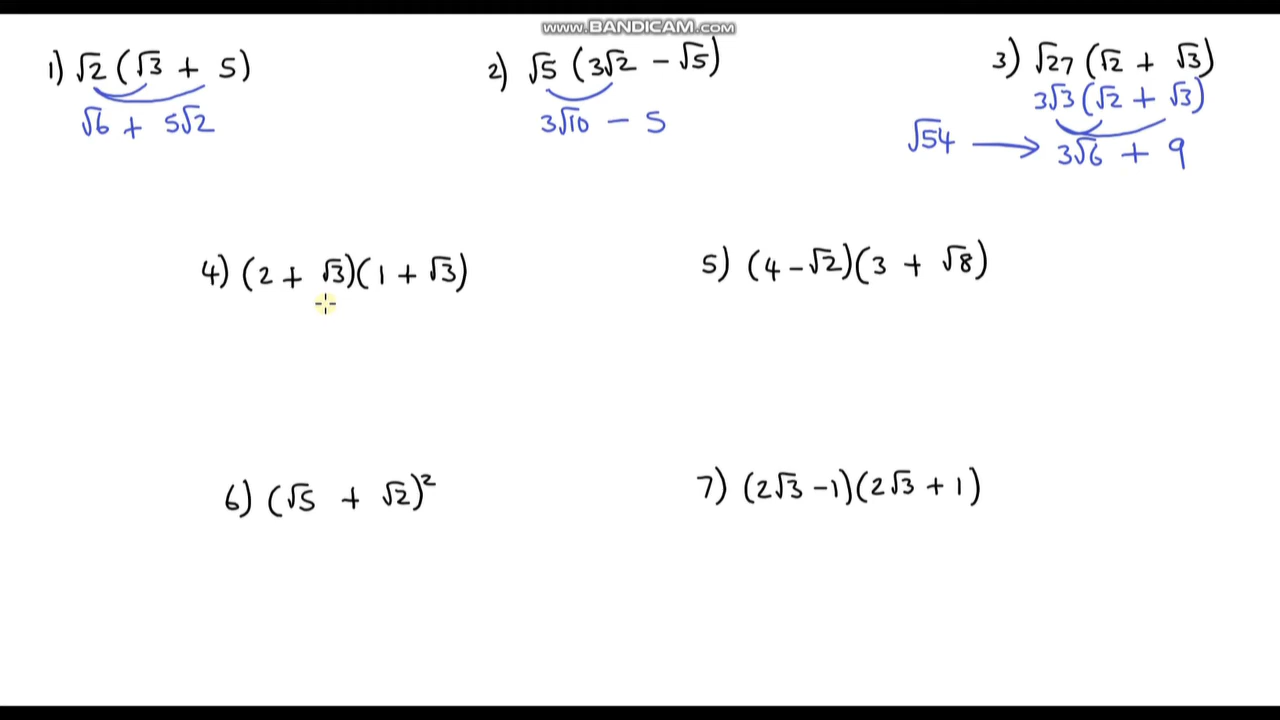 www.BANDICAM.com
1) √2 (√3 + 5)
√6 + 5√2
2) √5 (3√2 − √5)
3√10 − 5
3) √27 (√2 + √3)
3√3 (√2 + √3)
√54 → 3√6 + 9
4) (2 + √3)(1 + √3)
5) (4 − √2)(3 + √8)
6) (√5 + √2)²
7) (2√3 − 1)(2√3 + 1)